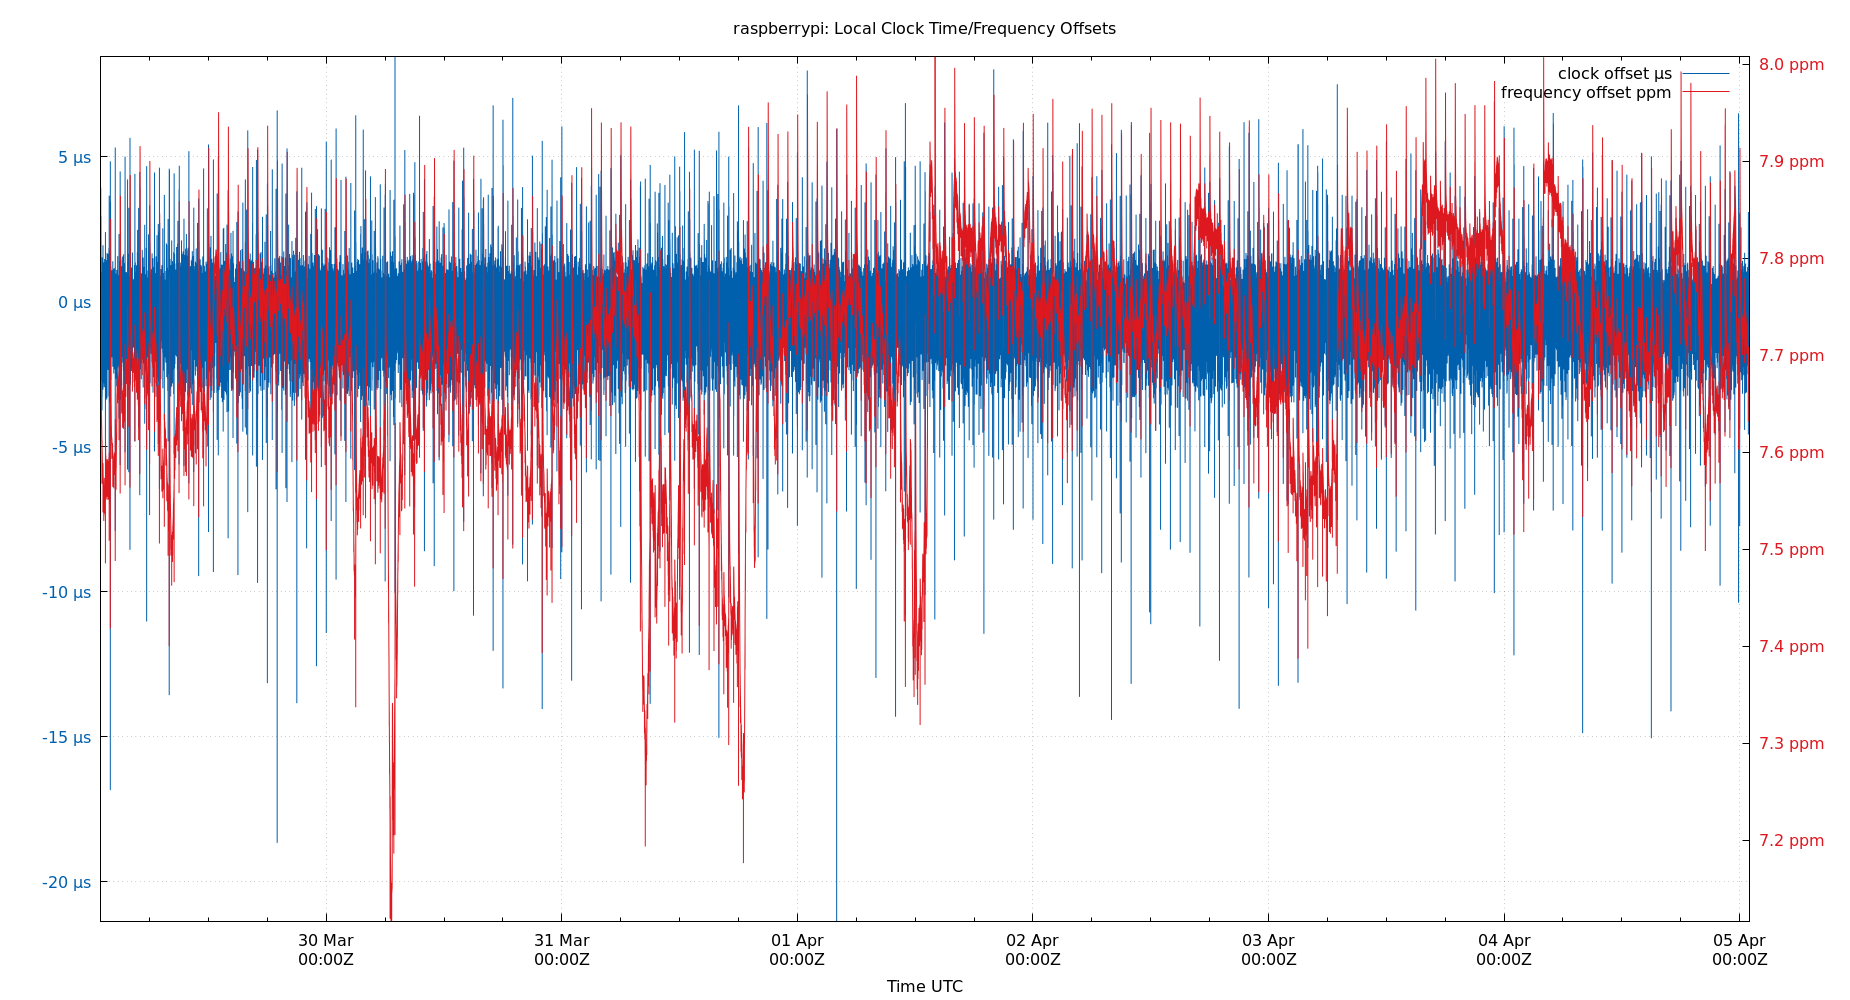 raspberrypi: Local Clock Time/Frequency Offsets
clock offset µs
frequency offset ppm
5 µs
0 µs
-5 µs
-10 µs
-15 µs
-20 µs
8.0 ppm
7.9 ppm
7.8 ppm
7.7 ppm
7.6 ppm
7.5 ppm
7.4 ppm
7.3 ppm
7.2 ppm
30 Mar
00:00Z
31 Mar
00:00Z
01 Apr
00:00Z
02 Apr
00:00Z
03 Apr
00:00Z
04 Apr
00:00Z
05 Apr
00:00Z
Time UTC